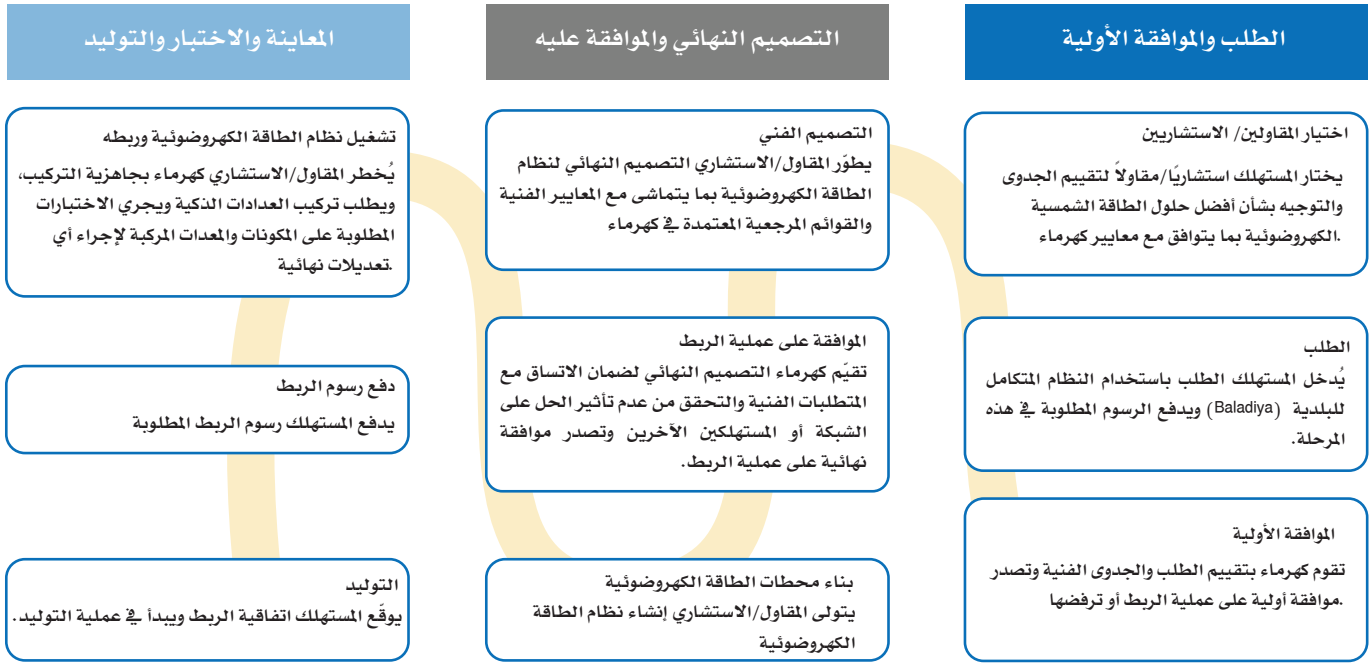 الطلب والموافقة الأولية
اختيار المقاولين/ الاستشاريين
يختار المستهلك استشاريًا/مقاولاً لتقييم الجدوى
والتوجيه بشأن أفضل حلول الطاقة الشمسية
.الكهروضوئية بما يتوافق مع معايير كهرماء
الطلب
يُدخل المستهلك الطلب باستخدام النظام المتكامل
للبلدية (Baladiya) ويدفع الرسوم المطلوبة في هذه
المرحلة.
الموافقة الأولية
تقوم كهرماء بتقييم الطلب والجدوى الفنية وتصدر
.موافقة أولية على عملية الربط أو ترفضها
التصميم النهائي والموافقة عليه
التصميم الفني
يطوّر المقاول/الاستشاري التصميم النهائي لنظام
الطاقة الكهروضوئية بما يتماشى مع المعايير الفنية
والقوائم المرجعية المعتمدة في كهرماء
الموافقة على عملية الربط
تقيّم كهرماء التصميم النهائي لضمان الاتساق مع
المتطلبات الفنية والتحقق من عدم تأثير الحل على
الشبكة أو المستهلكين الآخرين وتصدر موافقة
نهائية على عملية الربط.
بناء محطات الطاقة الكهروضوئية
يتولى المقاول/الاستشاري إنشاء نظام الطاقة
الكهروضوئية
المعاينة والاختبار والتوليد
تشغيل نظام الطاقة الكهروضوئية وربطه
يُخطر المقاول/الاستشاري كهرماء بجاهزية التركيب،
ويطلب تركيب العدادات الذكية ويجري الاختبارات
المطلوبة على المكونات والمعدات المركبة لإجراء أي
.تعديلات نهائية
دفع رسوم الربط
يدفع المستهلك رسوم الربط المطلوبة
التوليد
يوقّع المستهلك اتفاقية الربط ويبدأ في عملية التوليد.